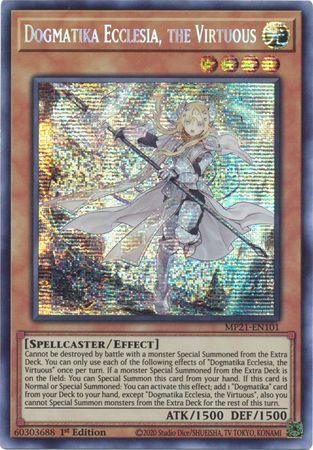 DOGMATIKA ECCLESIA, THE VIRTUOUS
MP21-EN101
[SPELLCASTER/EFFECT]
Cannot be destroyed by battle with a monster Special Summoned from the Extra
Deck. You can only use each of the following effects of "Dogmatika Ecclesia, the
Virtuous" once per turn. If a monster Special Summoned from the Extra Deck is
on the field: You can Special Summon this card from your hand. If this card is
Normal or Special Summoned: You can activate this effect; add 1 "Dogmatika" card
from your Deck to your hand, except "Dogmatika Ecclesia, the Virtuous", also you
cannot Special Summon monsters from the Extra Deck for the rest of this turn.
ATK/1500 DEF/1500
60303688 1st Edition ©2020 Studio Dice/SHUEISHA, TV TOKYO, KONAMI